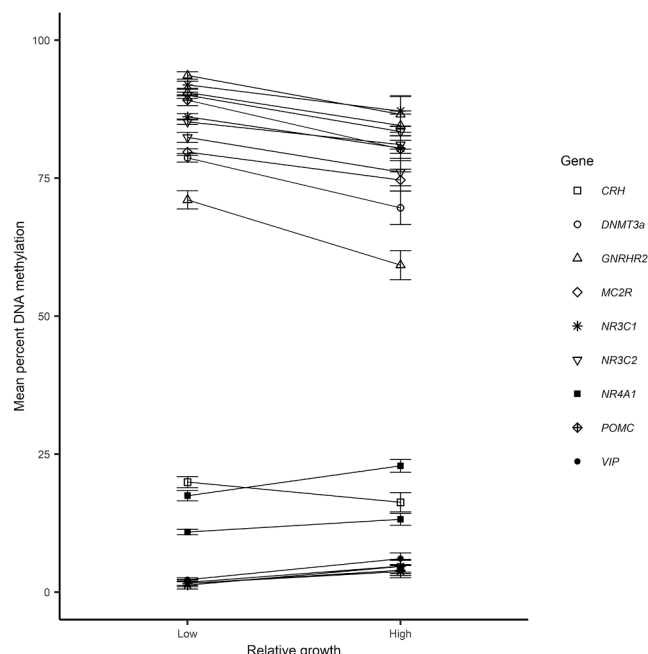 100
75
50
25
0
Mean percent DNA methylation
Low
High
Relative growth
Gene
CRH
DNMT3a
GNRHR2
MC2R
NR3C1
NR3C2
NR4A1
POMC
VIP